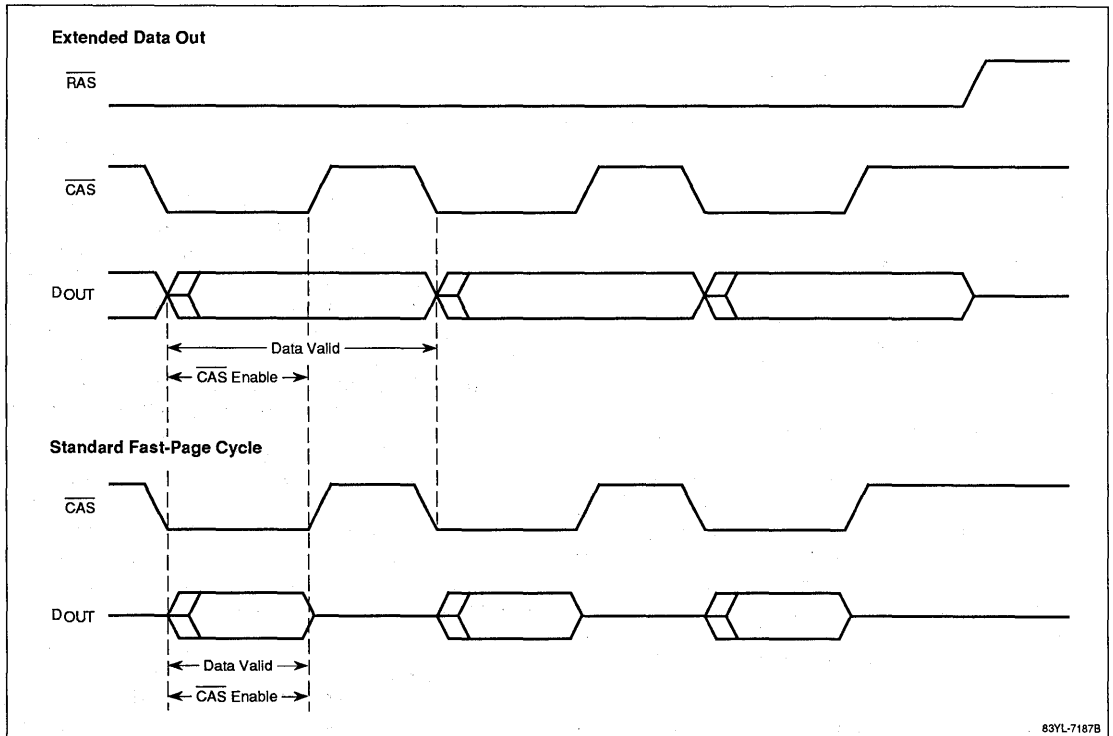 Extended Data Out
RAS
CAS
DOUT
Data Valid
CAS Enable
Standard Fast-Page Cycle
CAS
DOUT
Data Valid
CAS Enable
83YL-7187B